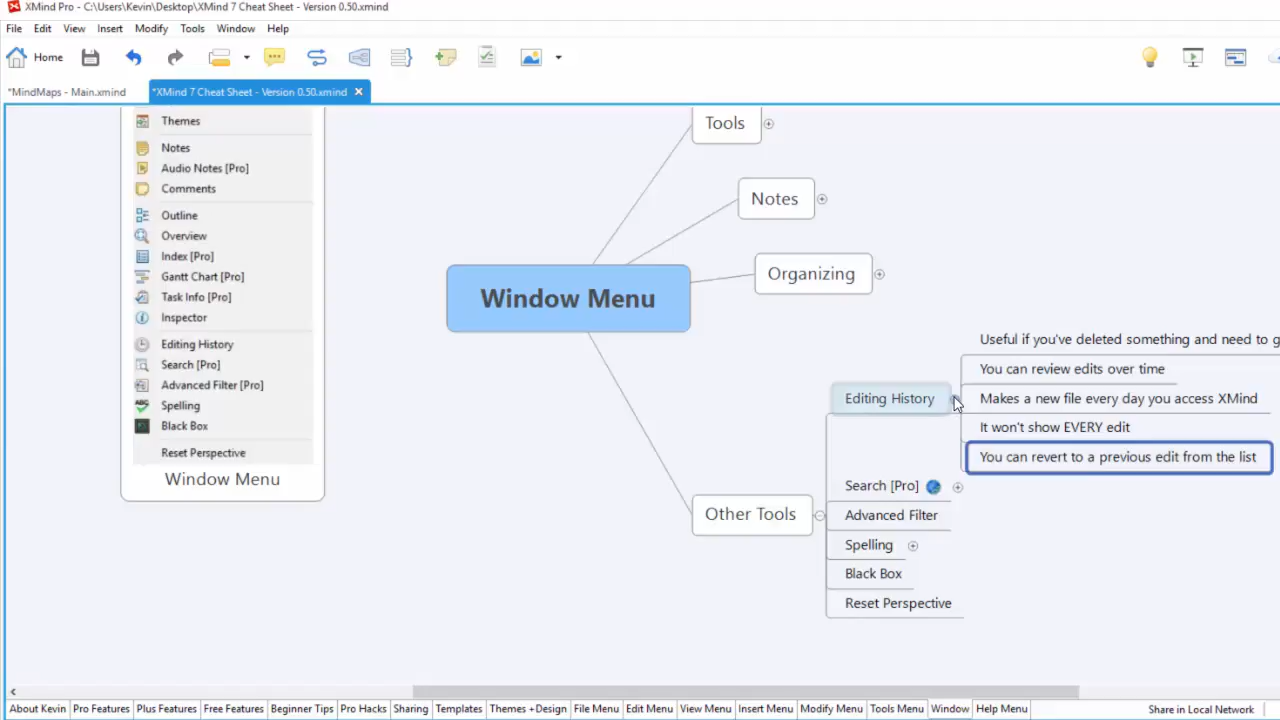 XMind Pro - C:\Users\Kevin\Desktop\XMind 7 Cheat Sheet - Version 0.50.xmind
File Edit View Insert Modify Tools Window Help
Home
*MindMaps - Main.xmind
*XMind 7 Cheat Sheet - Version 0.50.xmind
Themes
Notes
Audio Notes [Pro]
Comments
Outline
Overview
Index [Pro]
Gantt Chart [Pro]
Task Info [Pro]
Inspector
Editing History
Search [Pro]
Advanced Filter [Pro]
Spelling
Black Box
Reset Perspective
Window Menu
Window Menu
Tools
Notes
Organizing
Other Tools
Editing History
Useful if you've deleted something and need to g
You can review edits over time
Makes a new file every day you access XMind
It won't show EVERY edit
You can revert to a previous edit from the list
Search [Pro]
Advanced Filter
Spelling
Black Box
Reset Perspective
About Kevin Pro Features Plus Features Free Features Beginner Tips Pro Hacks Sharing Templates Themes +Design File Menu Edit Menu View Menu Insert Menu Modify Menu Tools Menu Window Help Menu
Share in Local Network